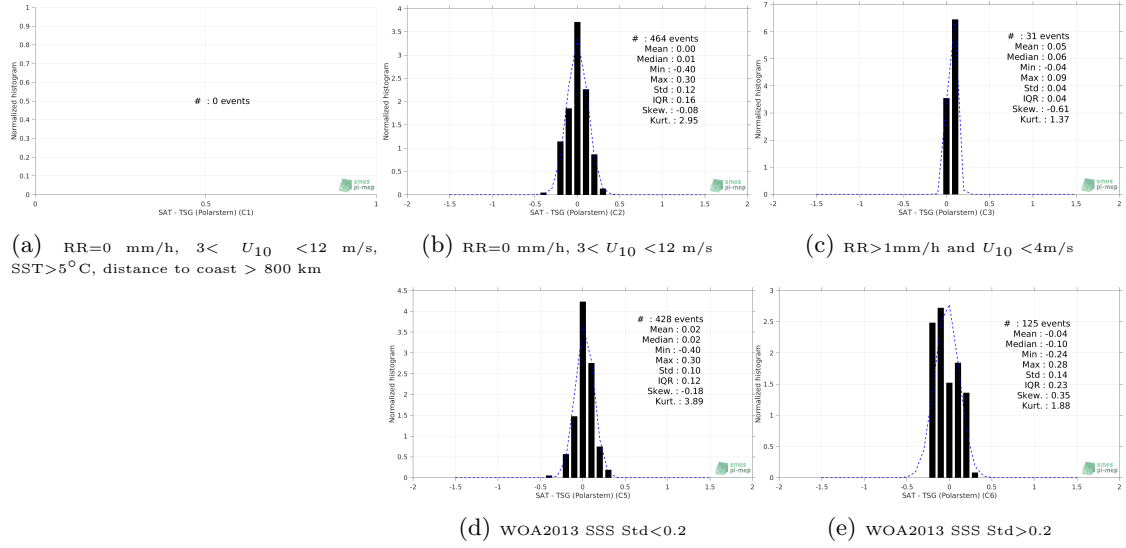 1
0.9
0.8
0.7
0.6
0.5
0.4
0.3
0.2
0.1
0
0
0.5
1
Normalized histogram
# : 0 events
smos
pi-mep
SAT - TSG (Polarstern) (C1)
(a) RR=0 mm/h, 3< U10 <12 m/s,
SST>5°C, distance to coast > 800 km
4
3.5
3
2.5
2
1.5
1
0.5
0
-2
-1.5
-1
-0.5
0
0.5
1
1.5
2
Normalized histogram
# : 464 events
Mean : 0.00
Median : 0.01
Min : -0.40
Max : 0.30
Std : 0.12
IQR : 0.16
Skew. : -0.08
Kurt. : 2.95
smos
pi-mep
SAT - TSG (Polarstern) (C2)
(b) RR=0 mm/h, 3< U10 <12 m/s
7
6
5
4
3
2
1
0
-2
-1.5
-1
-0.5
0
0.5
1
1.5
2
Normalized histogram
# : 31 events
Mean : 0.05
Median : 0.06
Min : -0.04
Max : 0.09
Std : 0.04
IQR : 0.04
Skew. : -0.61
Kurt. : 1.37
smos
pi-mep
SAT - TSG (Polarstern) (C3)
(c) RR>1mm/h and U10 <4m/s
4.5
4
3.5
3
2.5
2
1.5
1
0.5
0
-2
-1.5
-1
-0.5
0
0.5
1
1.5
2
Normalized histogram
# : 428 events
Mean : 0.02
Median : 0.02
Min : -0.40
Max : 0.30
Std : 0.10
IQR : 0.12
Skew. : -0.18
Kurt. : 3.89
smos
pi-mep
SAT - TSG (Polarstern) (C5)
(d) WOA2013 SSS Std<0.2
3
2.5
2
1.5
1
0.5
0
-2
-1.5
-1
-0.5
0
0.5
1
1.5
2
Normalized histogram
# : 125 events
Mean : -0.04
Median : -0.10
Min : -0.24
Max : 0.28
Std : 0.14
IQR : 0.23
Skew. : 0.35
Kurt. : 1.88
smos
pi-mep
SAT - TSG (Polarstern) (C6)
(e) WOA2013 SSS Std>0.2